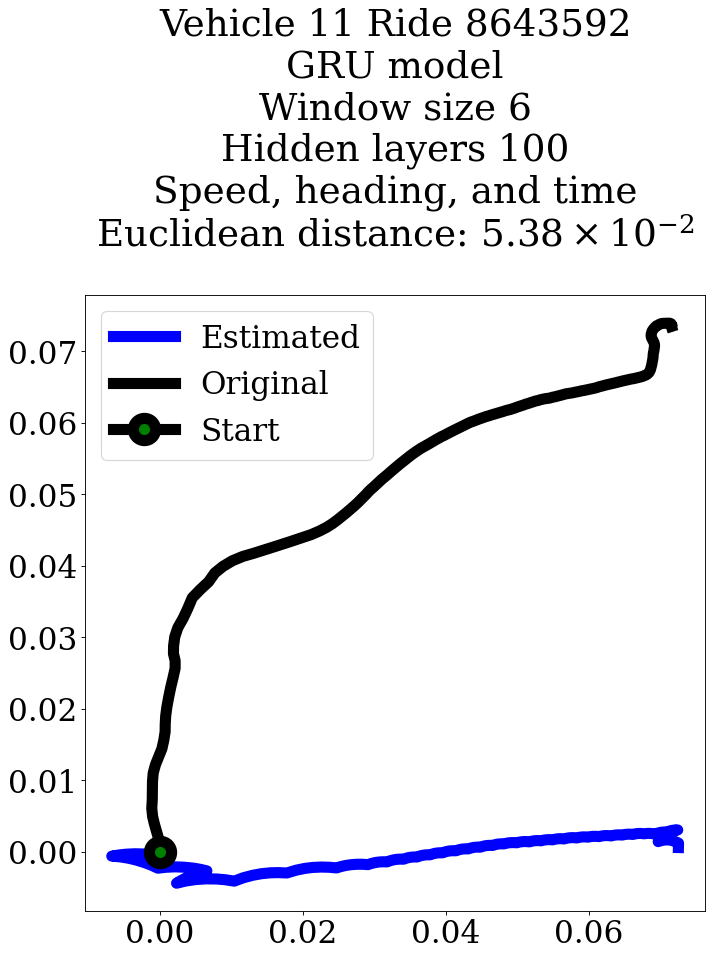 Vehicle 11 Ride 8643592
GRU model
Window size 6
Hidden layers 100
Speed, heading, and time
Euclidean distance: 5.38 × 10⁻²
Estimated
Original
Start
0.07
0.06
0.05
0.04
0.03
0.02
0.01
0.00
0.00 0.02 0.04 0.06